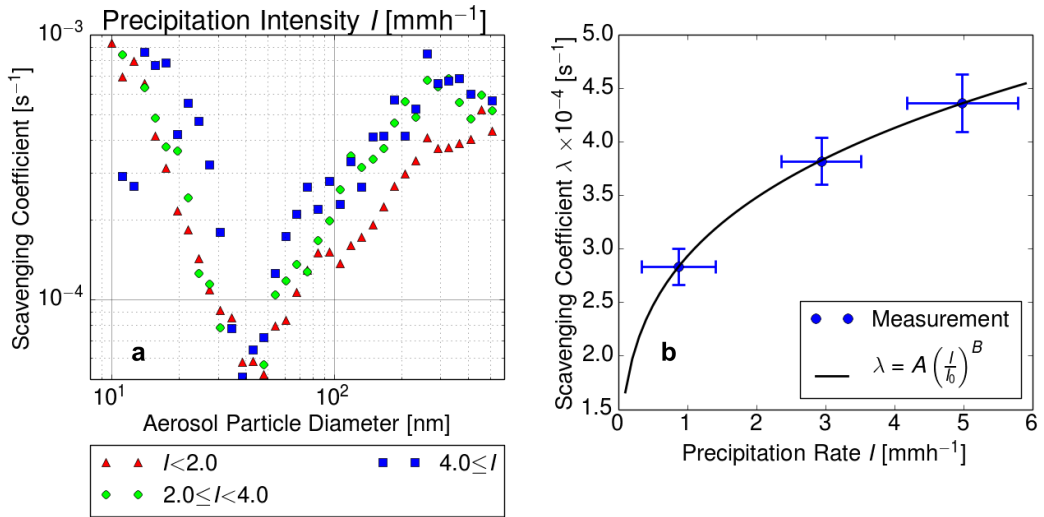 Precipitation Intensity I [mmh⁻¹]
Scavenging Coefficient [s⁻¹]
10⁻³
10⁻⁴
a
10¹
10²
Aerosol Particle Diameter [nm]
I<2.0
2.0≤I<4.0
4.0≤I
Scavenging Coefficient λ ×10⁻⁴ [s⁻¹]
5.0
4.5
4.0
3.5
3.0
2.5
2.0
1.5
b
Measurement
λ = A (I/I₀)ᴮ
0
1
2
3
4
5
6
Precipitation Rate I [mmh⁻¹]